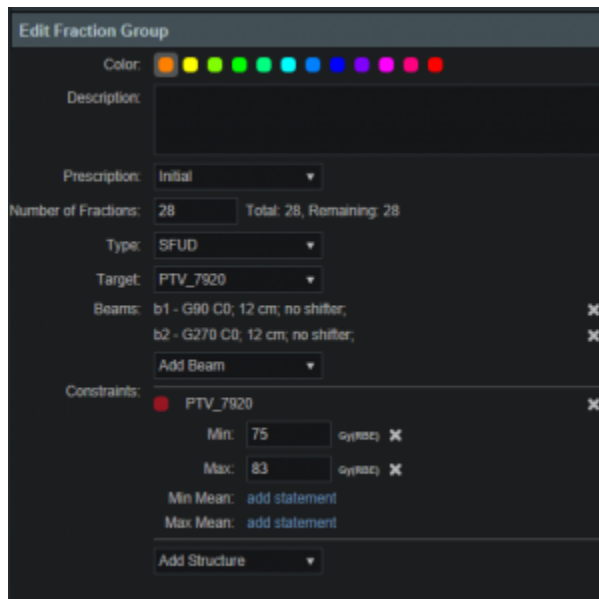 Edit Fraction Group
Color:
Description:
Prescription: Initial
Number of Fractions: 28 Total: 28, Remaining: 28
Type: SFUD
Target: PTV_7920
Beams: b1 - G90 C0; 12 cm; no shifter;
b2 - G270 C0; 12 cm; no shifter;
Add Beam
Constraints:
PTV_7920
Min: 75 Gy(RBE)
Max: 83 Gy(RBE)
Min Mean: add statement
Max Mean: add statement
Add Structure